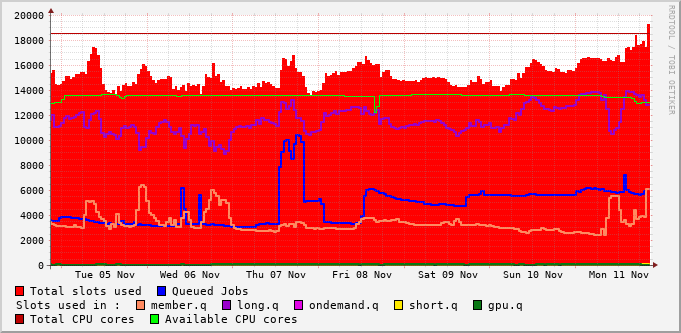 20000
18000
16000
14000
12000
10000
8000
6000
4000
2000
0
Tue 05 Nov Wed 06 Nov Thu 07 Nov Fri 08 Nov Sat 09 Nov Sun 10 Nov Mon 11 Nov
Total slots used Queued Jobs
Slots used in : member.q long.q ondemand.q short.q gpu.q
Total CPU cores Available CPU cores
RRDTOOL / TOBI OETIKER